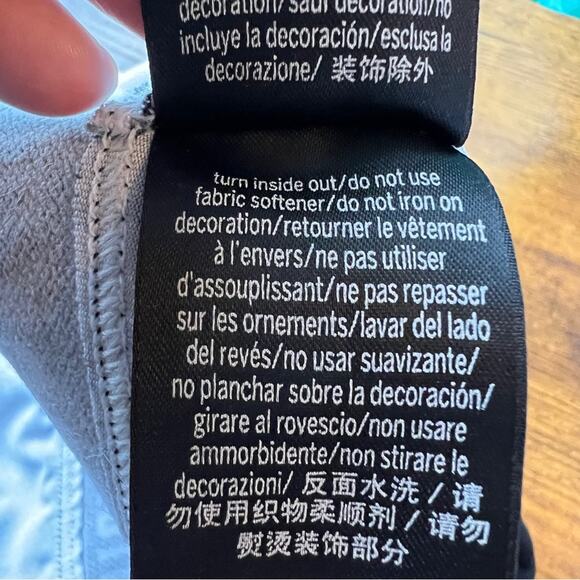 decoration/sauf décoration/no
incluye la decoración/esclusa la
decorazione/ 装饰除外
turn inside out/do not use
fabric softener/do not iron on
decoration/retourner le vêtement
à l'envers/ne pas utiliser
d'assouplissant/ne pas repasser
sur les ornements/lavar del lado
del revés/no usar suavizante/
no planchar sobre la decoración/
girare al rovescio/non usare
ammorbidente/non stirare le
decorazioni/ 反面水洗 / 请
勿使用织物柔顺剂 / 请勿
熨烫装饰部分